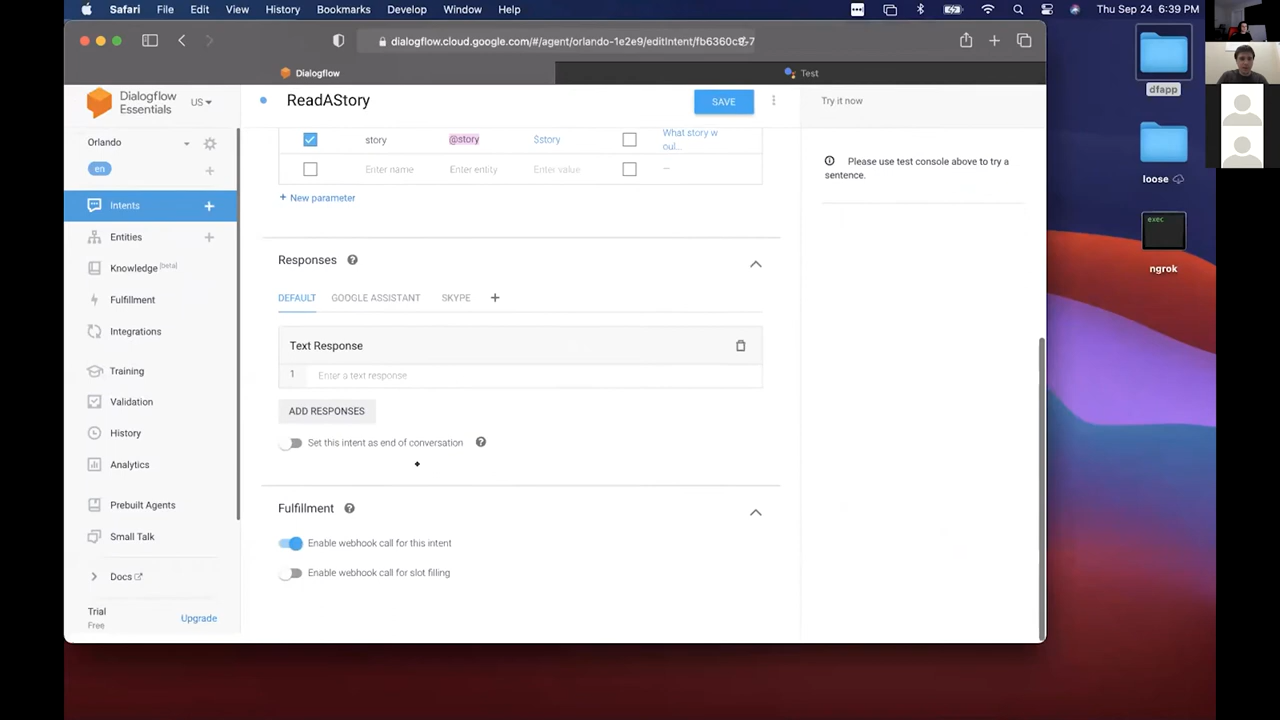 Safari File Edit View History Bookmarks Develop Window Help Thu Sep 24 6:39 PM
dialogflow.cloud.google.com/#/agent/orlando-1e2e9/editIntent/fb6360c
Dialogflow Test
Dialogflow
Essentials
US
ReadAStory
SAVE
Try it now
Orlando
en
Intents
Entities
Knowledge [beta]
Fulfillment
Integrations
Training
Validation
History
Analytics
Prebuilt Agents
Small Talk
Docs
Trial
Free
Upgrade
story @story $story What story w
oul...
Enter name Enter entity Enter value —
+ New parameter
Responses
DEFAULT GOOGLE ASSISTANT SKYPE +
Text Response
1 Enter a text response
ADD RESPONSES
Set this intent as end of conversation
Fulfillment
Enable webhook call for this intent
Enable webhook call for slot filling
Please use test console above to try a
sentence.
dfapp
loose
exec
ngrok